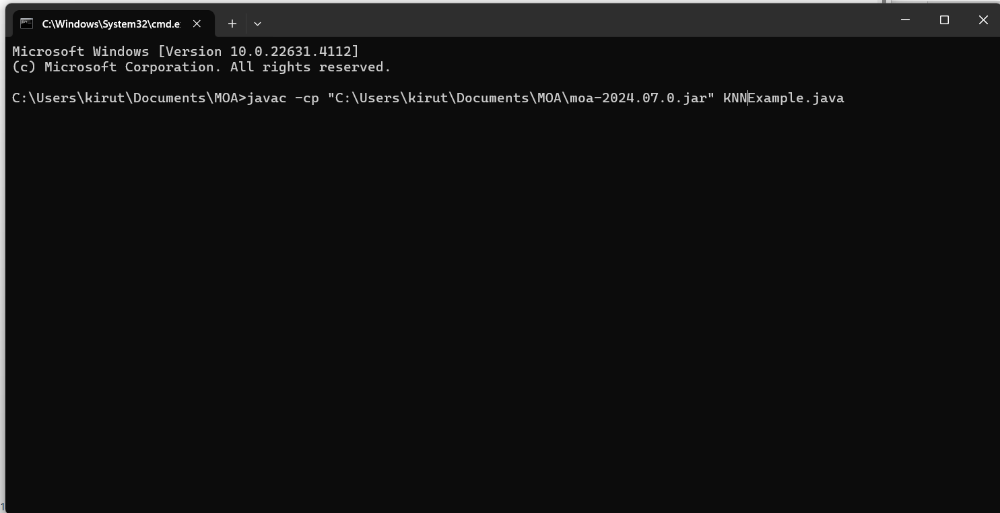 C:\Windows\System32\cmd.e
Microsoft Windows [Version 10.0.22631.4112]
(c) Microsoft Corporation. All rights reserved.
C:\Users\kirut\Documents\MOA>javac -cp "C:\Users\kirut\Documents\MOA\moa-2024.07.0.jar" KNNExample.java
1